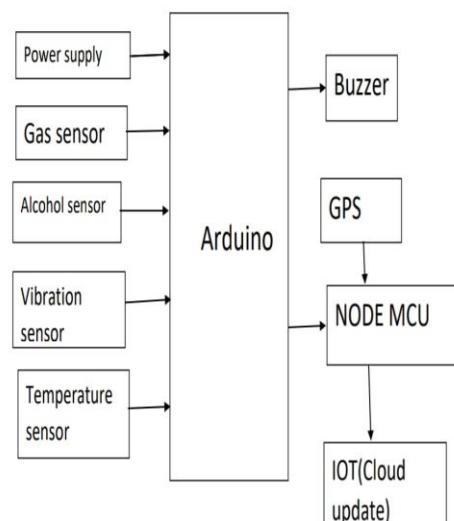 Power supply
Gas sensor
Alcohol sensor
Vibration
sensor
Temperature
sensor
Arduino
Buzzer
GPS
NODE MCU
IOT(Cloud
update)